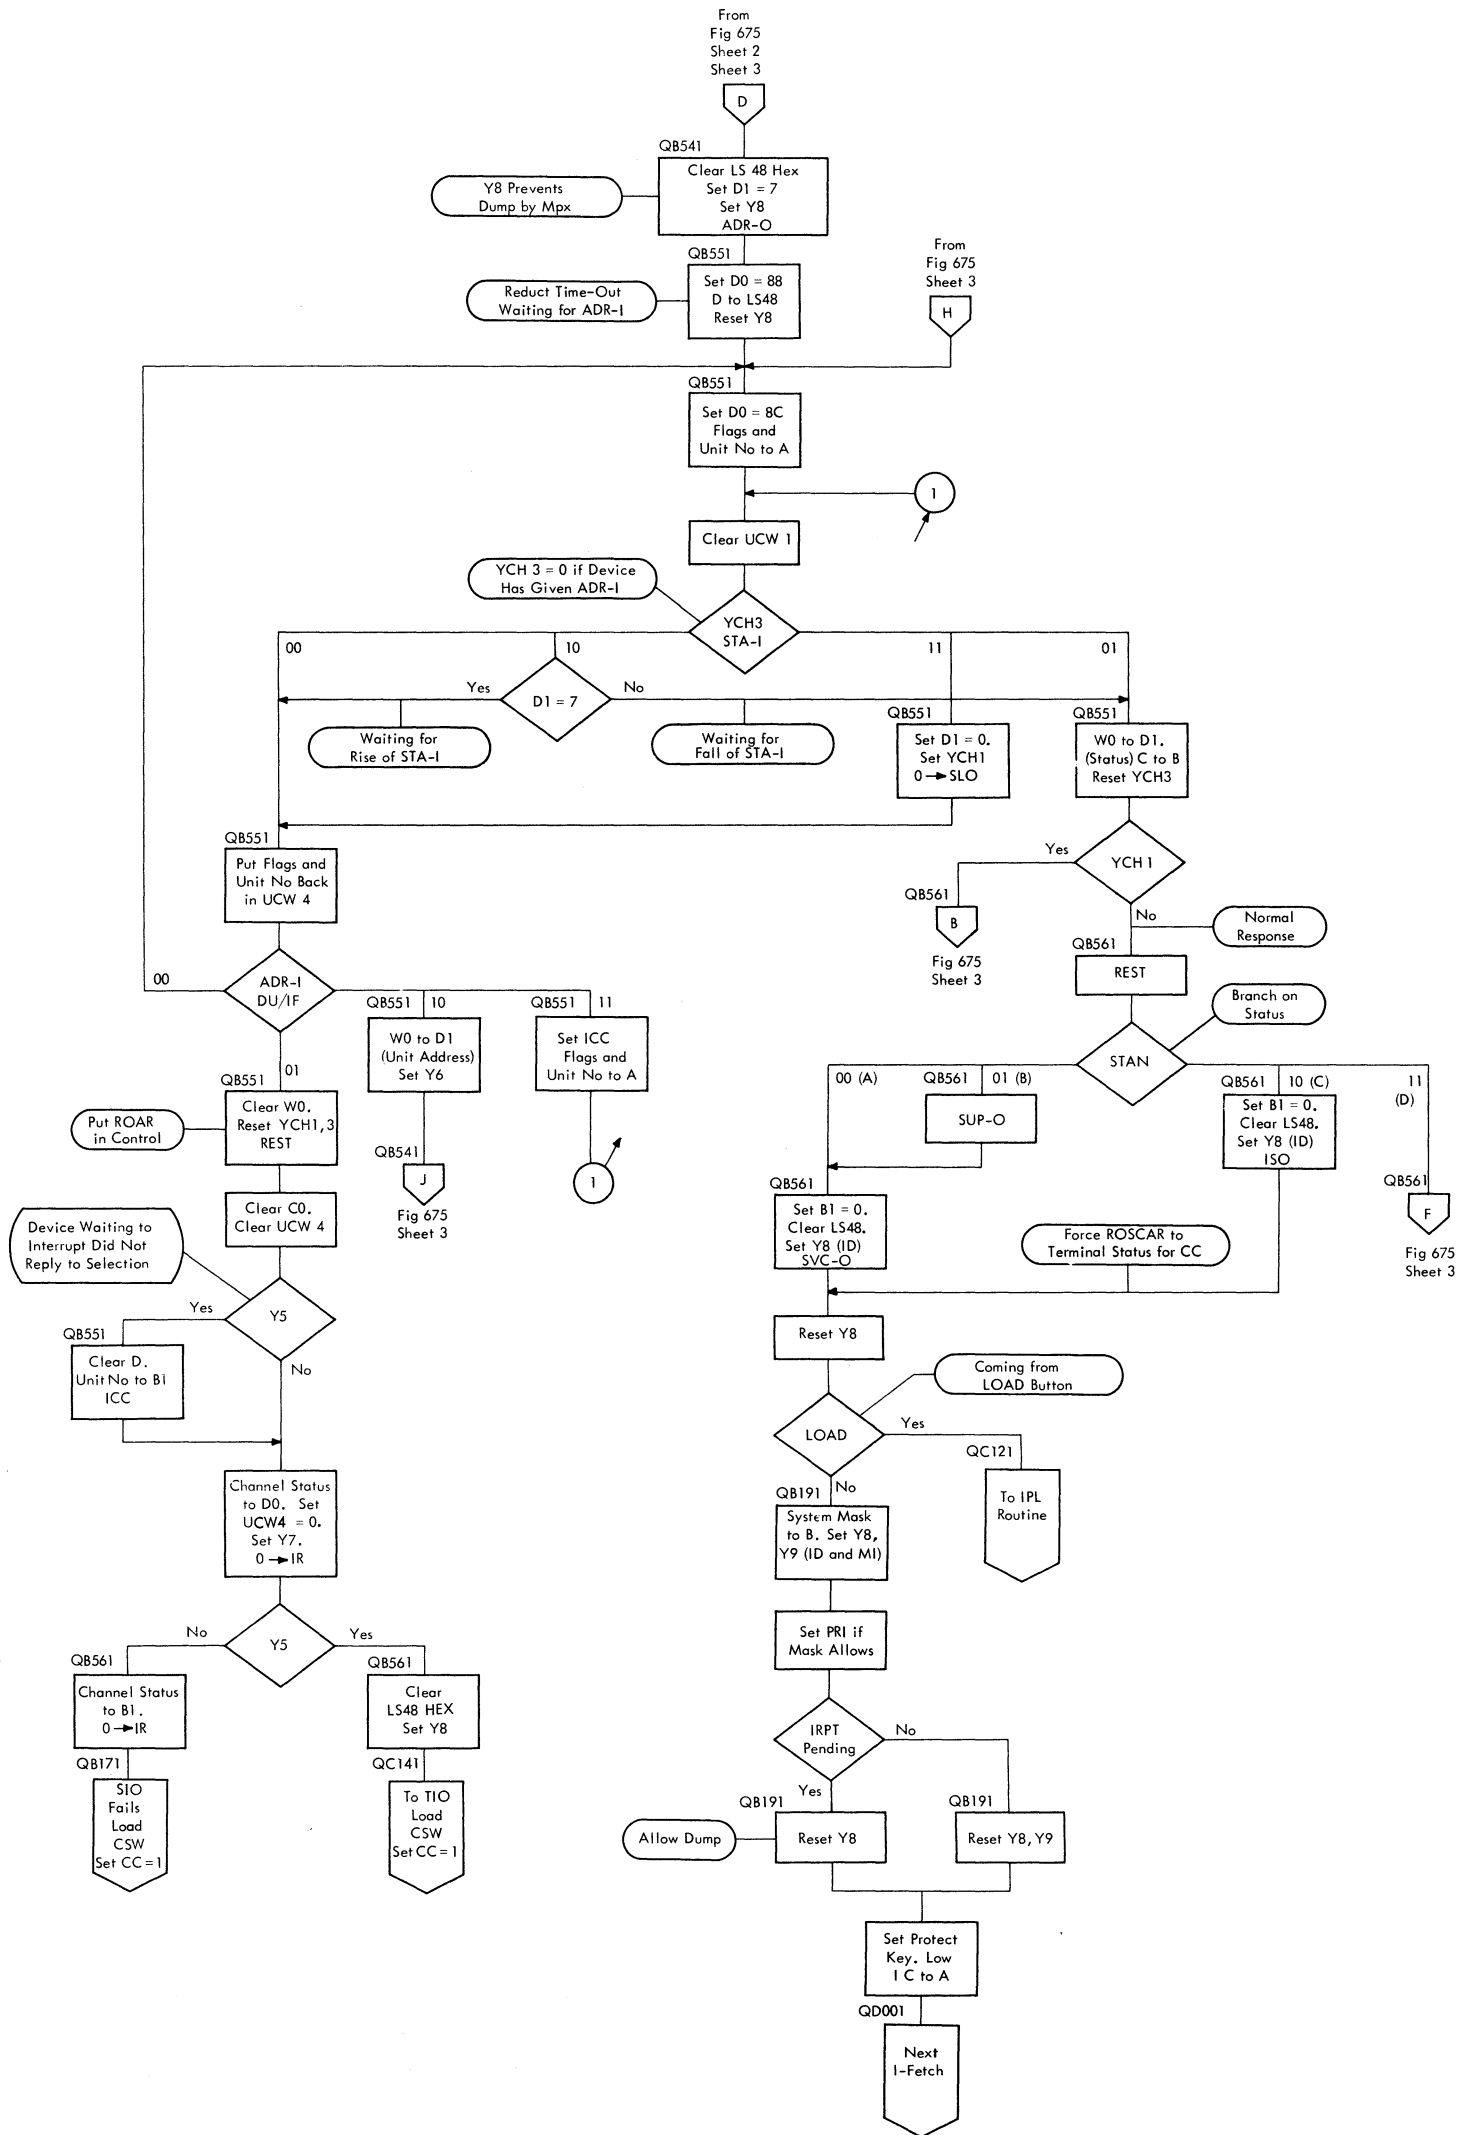 From
Fig 675
Sheet 2
Sheet 3
D
QB541
Clear LS 48 Hex
Set D1 = 7
Set Y8
ADR-O
Y8 Prevents
Dump by Mpx
QB551
Set D0 = 88
D to LS48
Reset Y8
Reduct Time-Out
Waiting for ADR-I
From
Fig 675
Sheet 3
H
QB551
Set D0 = 8C
Flags and
Unit No to A
1
Clear UCW 1
YCH 3 = 0 if Device
Has Given ADR-I
YCH3
STA-I
00
10
11
01
Yes
D1 = 7
No
Waiting for
Rise of STA-I
Waiting for
Fall of STA-I
QB551
Set D1 = 0.
Set YCH1
0 → SLO
QB551
W0 to D1.
(Status) C to B
Reset YCH3
QB551
Put Flags and
Unit No Back
in UCW 4
Yes
YCH 1
QB561
B
Fig 675
Sheet 3
No
Normal
Response
QB561
REST
00
ADR-I
DU/IF
QB551
10
W0 to D1
(Unit Address)
Set Y6
QB551
11
Set ICC
Flags and
Unit No to A
Branch on
Status
STAN
01
QB551
Clear W0.
Reset YCH1,3
REST
Put ROAR
in Control
QB541
J
Fig 675
Sheet 3
1
00 (A)
QB561
01 (B)
SUP-O
QB561
10 (C)
Set B1 = 0.
Clear LS48.
Set Y8 (ID)
ISO
11
(D)
QB561
F
Fig 675
Sheet 3
Clear C0.
Clear UCW 4
Device Waiting to
Interrupt Did Not
Reply to Selection
QB561
Set B1 = 0.
Clear LS48.
Set Y8 (ID)
SVC-O
Force ROSCAR to
Terminal Status for CC
Yes
Y5
No
QB551
Clear D.
Unit No to B1
ICC
Reset Y8
Coming from
LOAD Button
LOAD
Yes
QC121
To IPL
Routine
No
QB191
System Mask
to B. Set Y8,
Y9 (ID and MI)
Channel Status
to D0. Set
UCW4 = 0.
Set Y7.
0 → IR
Set PRI if
Mask Allows
No
Y5
Yes
QB561
Channel Status
to B1.
0 → IR
QB561
Clear
LS48 HEX
Set Y8
IRPT
Pending
No
Yes
QB171
SIO
Fails
Load
CSW
Set CC = 1
QC141
To TIO
Load
CSW
Set CC = 1
QB191
Reset Y8
Allow Dump
QB191
Reset Y8, Y9
Set Protect
Key. Low
I C to A
QD001
Next
I-Fetch